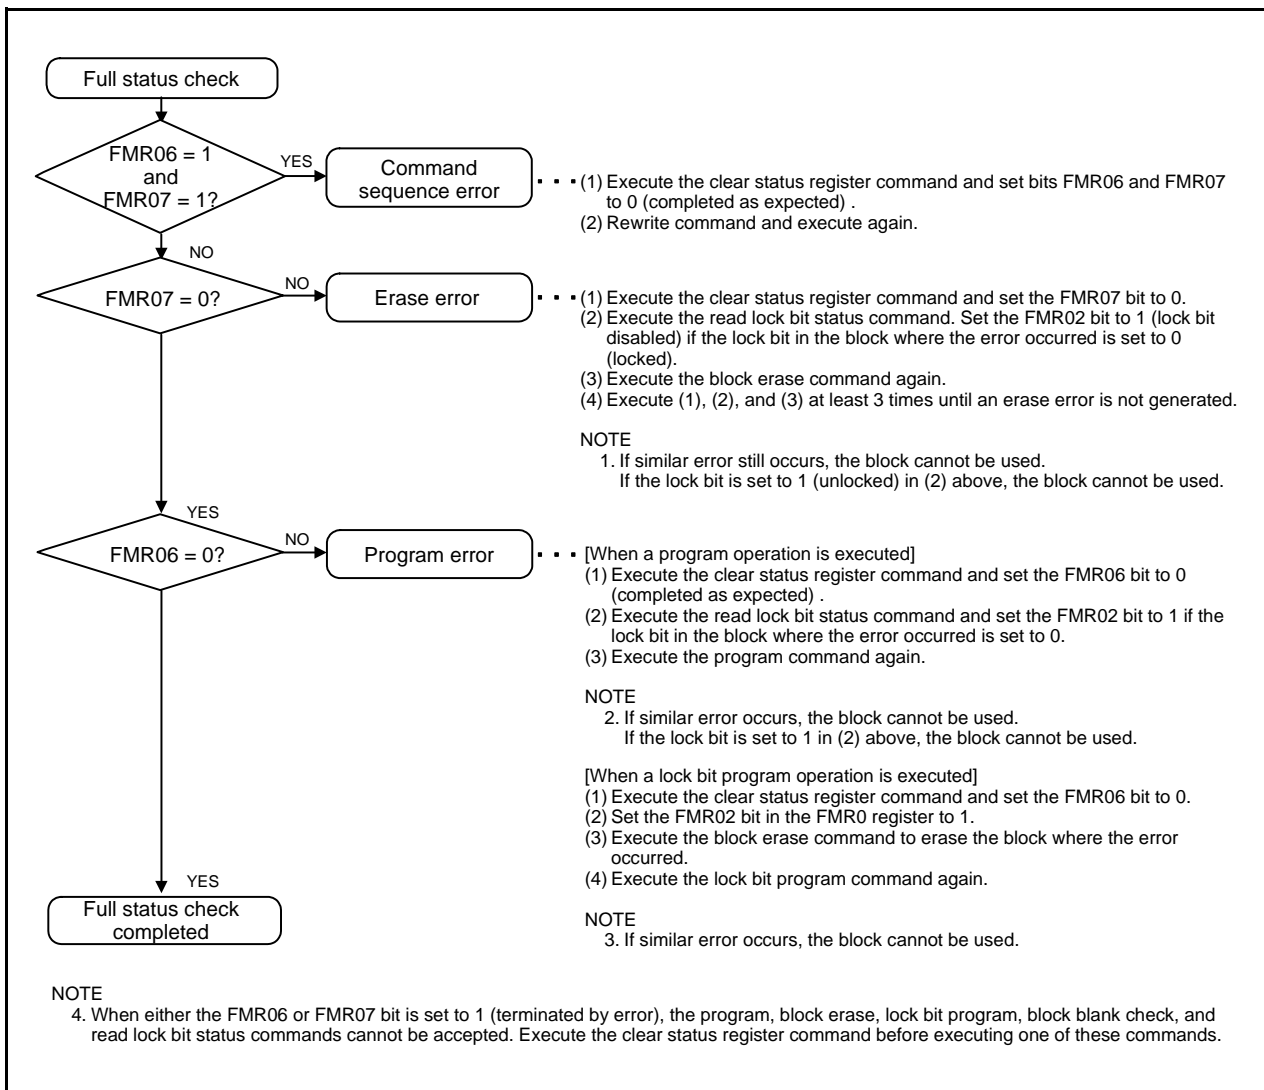 Full status check
FMR06 = 1
and
FMR07 = 1?
YES
Command
sequence error
(1) Execute the clear status register command and set bits FMR06 and FMR07
to 0 (completed as expected) .
(2) Rewrite command and execute again.
NO
FMR07 = 0?
NO
Erase error
(1) Execute the clear status register command and set the FMR07 bit to 0.
(2) Execute the read lock bit status command. Set the FMR02 bit to 1 (lock bit
disabled) if the lock bit in the block where the error occurred is set to 0
(locked).
(3) Execute the block erase command again.
(4) Execute (1), (2), and (3) at least 3 times until an erase error is not generated.
NOTE
1. If similar error still occurs, the block cannot be used.
If the lock bit is set to 1 (unlocked) in (2) above, the block cannot be used.
YES
FMR06 = 0?
NO
Program error
[When a program operation is executed]
(1) Execute the clear status register command and set the FMR06 bit to 0
(completed as expected) .
(2) Execute the read lock bit status command and set the FMR02 bit to 1 if the
lock bit in the block where the error occurred is set to 0.
(3) Execute the program command again.
NOTE
2. If similar error occurs, the block cannot be used.
If the lock bit is set to 1 in (2) above, the block cannot be used.
[When a lock bit program operation is executed]
(1) Execute the clear status register command and set the FMR06 bit to 0.
(2) Set the FMR02 bit in the FMR0 register to 1.
(3) Execute the block erase command to erase the block where the error
occurred.
(4) Execute the lock bit program command again.
NOTE
3. If similar error occurs, the block cannot be used.
YES
Full status check
completed
NOTE
4. When either the FMR06 or FMR07 bit is set to 1 (terminated by error), the program, block erase, lock bit program, block blank check, and
read lock bit status commands cannot be accepted. Execute the clear status register command before executing one of these commands.